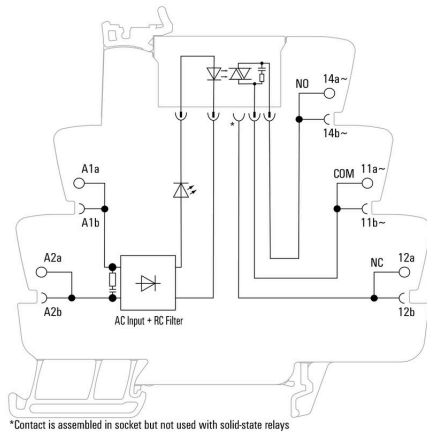 NO
14a~
14b~
*
A1a
A1b
COM
11a~
11b~
A2a
A2b
NC
12a
12b
AC Input + RC Filter
*Contact is assembled in socket but not used with solid-state relays